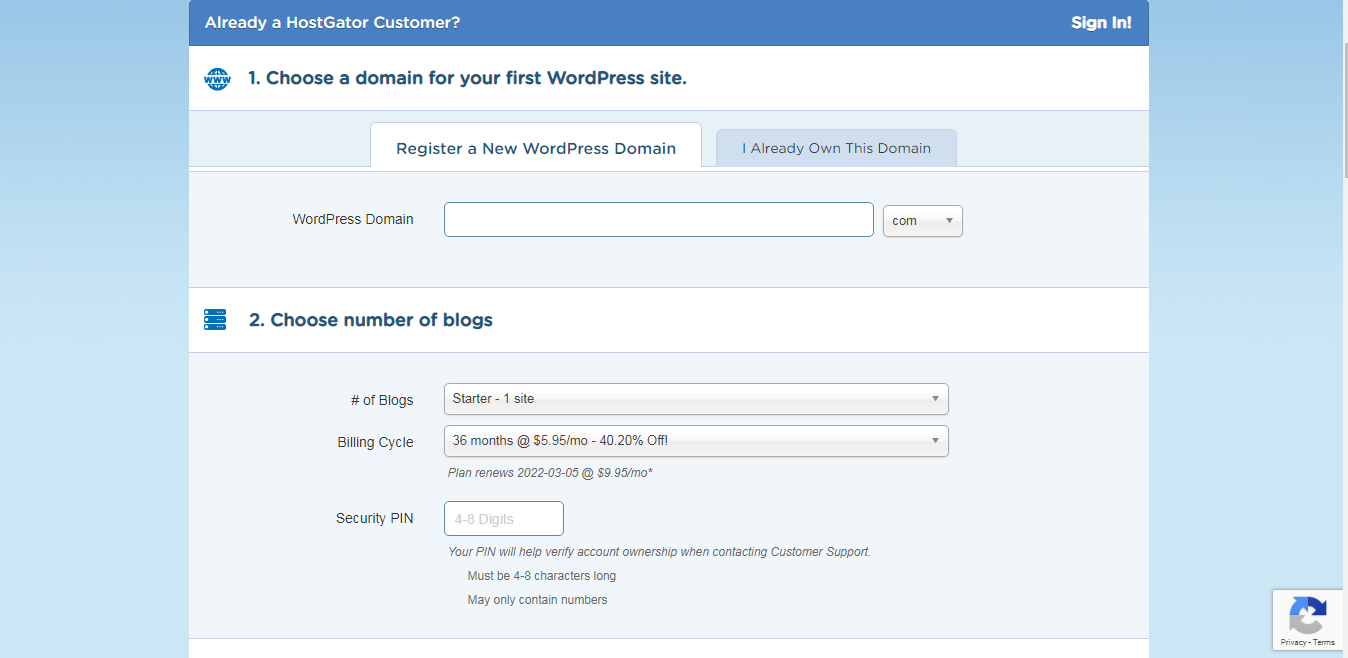 Already a HostGator Customer?
Sign In!
www
1. Choose a domain for your first WordPress site.
Register a New WordPress Domain
I Already Own This Domain
WordPress Domain
com
2. Choose number of blogs
# of Blogs
Starter - 1 site
Billing Cycle
36 months @ $5.95/mo - 40.20% Off!
Plan renews 2022-03-05 @ $9.95/mo*
Security PIN
4-8 Digits
Your PIN will help verify account ownership when contacting Customer Support.
Must be 4-8 characters long
May only contain numbers
Privacy - Terms